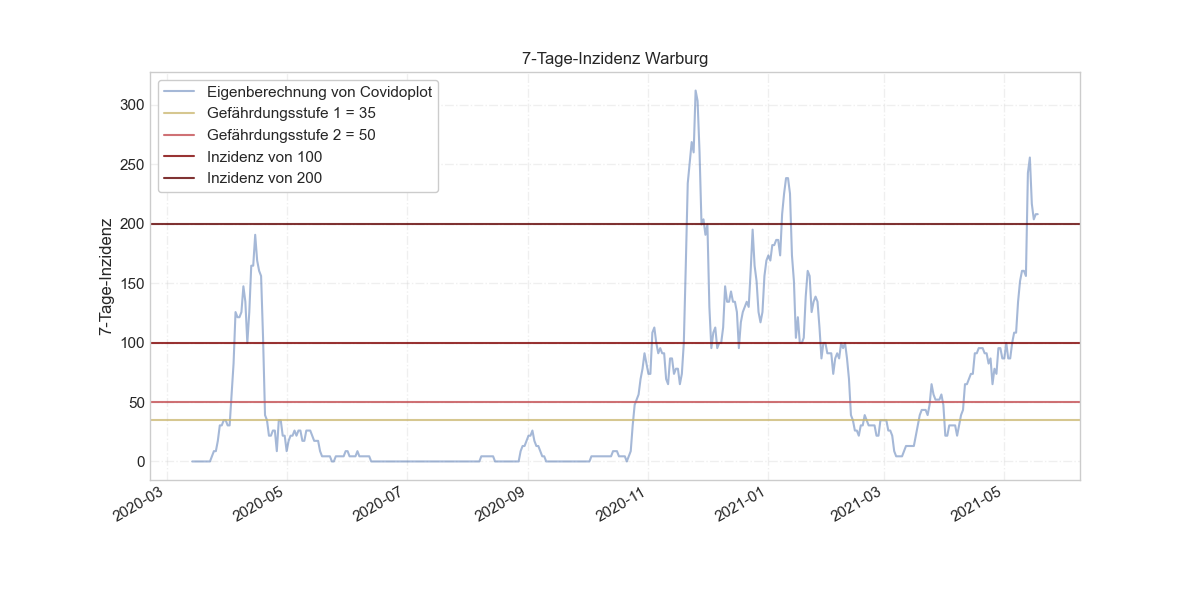 7-Tage-Inzidenz Warburg
Eigenberechnung von Covidoplot
Gefährdungsstufe 1 = 35
Gefährdungsstufe 2 = 50
Inzidenz von 100
Inzidenz von 200
7-Tage-Inzidenz
300
250
200
150
100
50
0
2020-03
2020-05
2020-07
2020-09
2020-11
2021-01
2021-03
2021-05